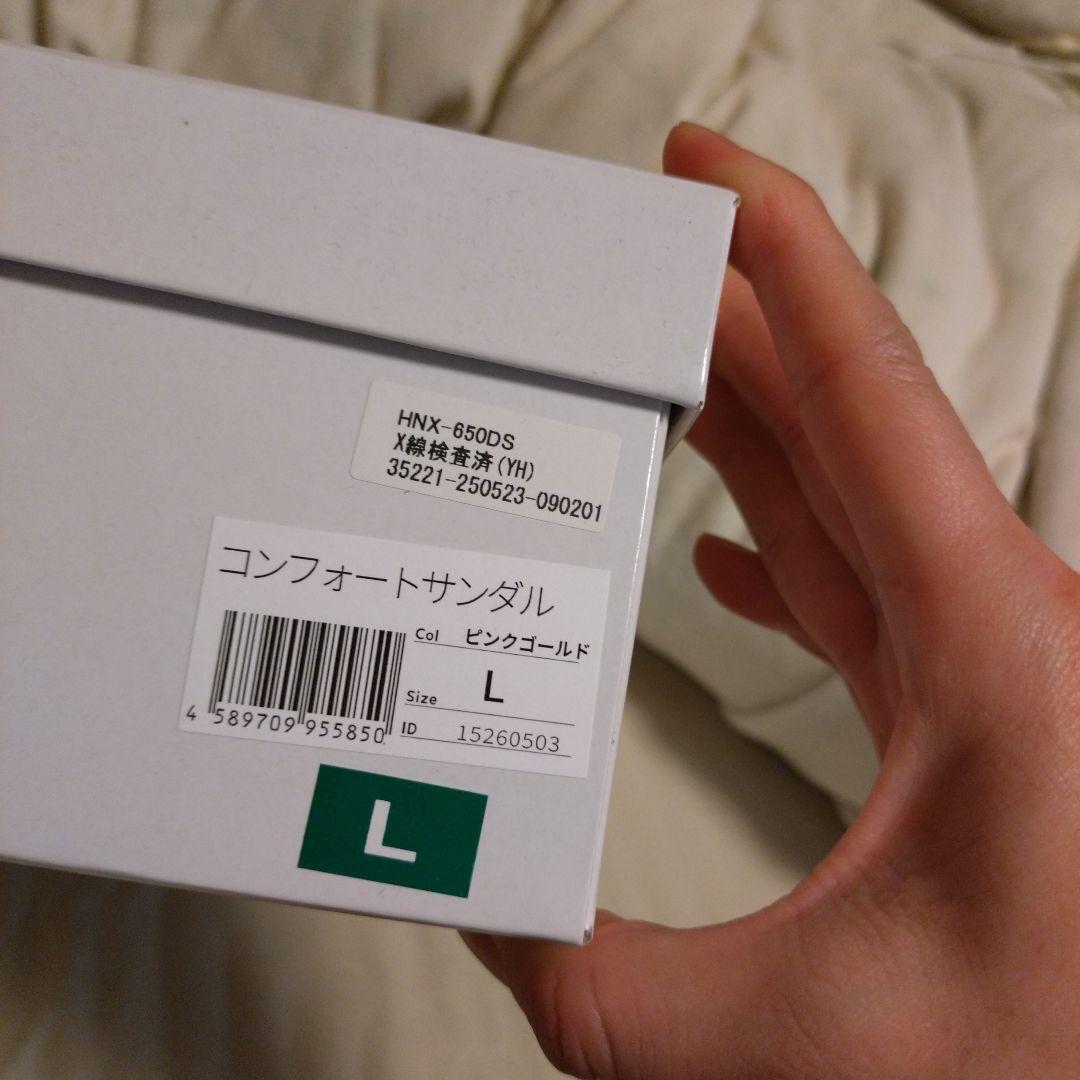 HNX-650DS
X線検査済(YH)
35221-250523-090201
コンフォートサンダル
Col ピンクゴールド
Size L
ID 15260503
4 589709 955850
L